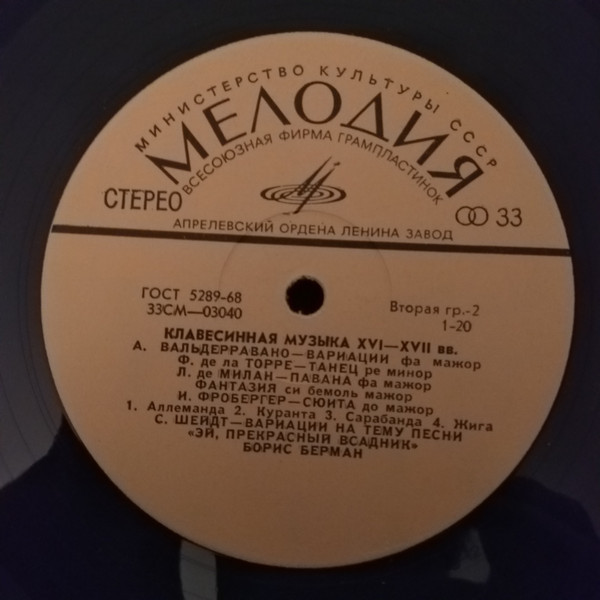 МИНИСТЕРСТВО КУЛЬТУРЫ СССР
МЕЛОДИЯ
ВСЕСОЮЗНАЯ ФИРМА ГРАМПЛАСТИНОК
СТЕРЕО
33
АПРЕЛЕВСКИЙ ОРДЕНА ЛЕНИНА ЗАВОД
ГОСТ 5289-68
33СМ—03040
Вторая гр.-2
1-20
КЛАВЕСИННАЯ МУЗЫКА XVI—XVII вв.
А. ВАЛЬДЕРРАВАНО—ВАРИАЦИИ фа мажор
Ф. де ла ТОРРЕ—ТАНЕЦ ре минор
Л. де МИЛАН—ПАВАНА фа мажор
ФАНТАЗИЯ си бемоль мажор
И. ФРОБЕРГЕР—СЮИТА до мажор
1. Аллеманда 2. Куранта 3. Сарабанда 4. Жига
С. ШЕЙДТ—ВАРИАЦИИ НА ТЕМУ ПЕСНИ
«ЭЙ, ПРЕКРАСНЫЙ ВСАДНИК»
БОРИС БЕРМАН